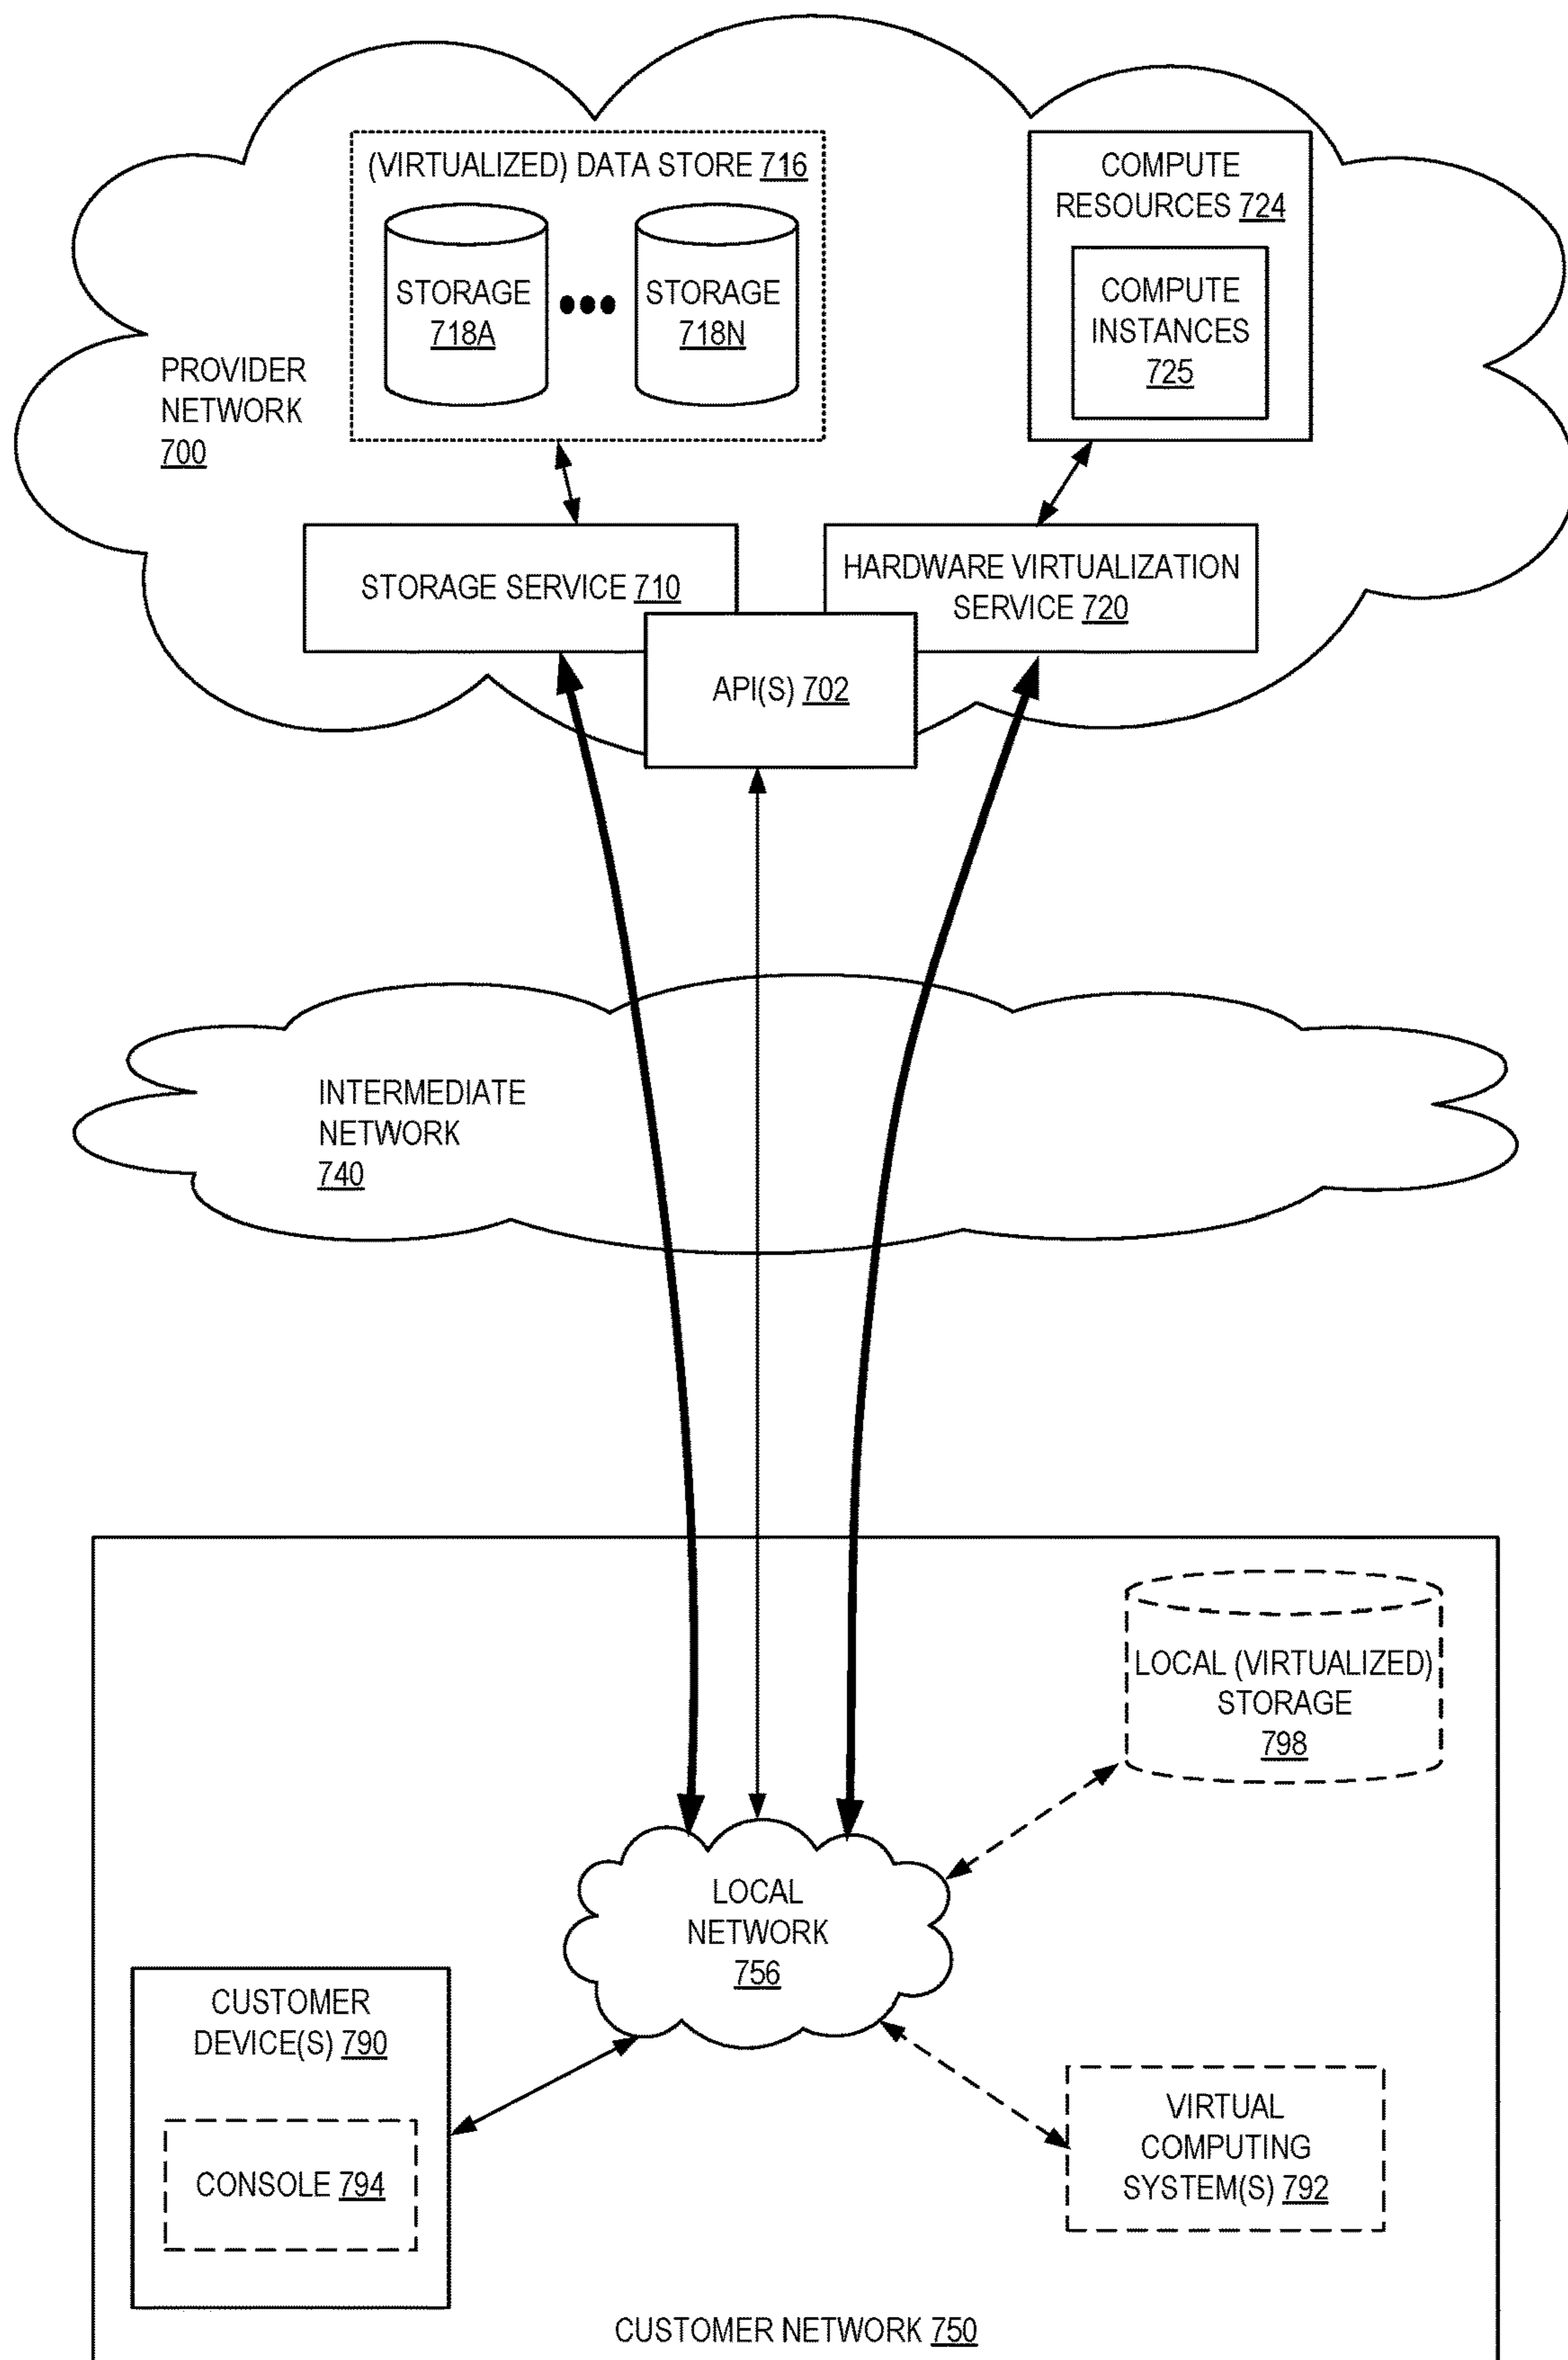 (VIRTUALIZED) DATA STORE 716
STORAGE
718A
STORAGE
718N
COMPUTE
RESOURCES 724
COMPUTE
INSTANCES
725
PROVIDER
NETWORK
700
STORAGE SERVICE 710
HARDWARE VIRTUALIZATION
SERVICE 720
API(S) 702
INTERMEDIATE
NETWORK
740
LOCAL (VIRTUALIZED)
STORAGE
798
LOCAL
NETWORK
756
CUSTOMER
DEVICE(S) 790
CONSOLE 794
VIRTUAL
COMPUTING
SYSTEM(S) 792
CUSTOMER NETWORK 750